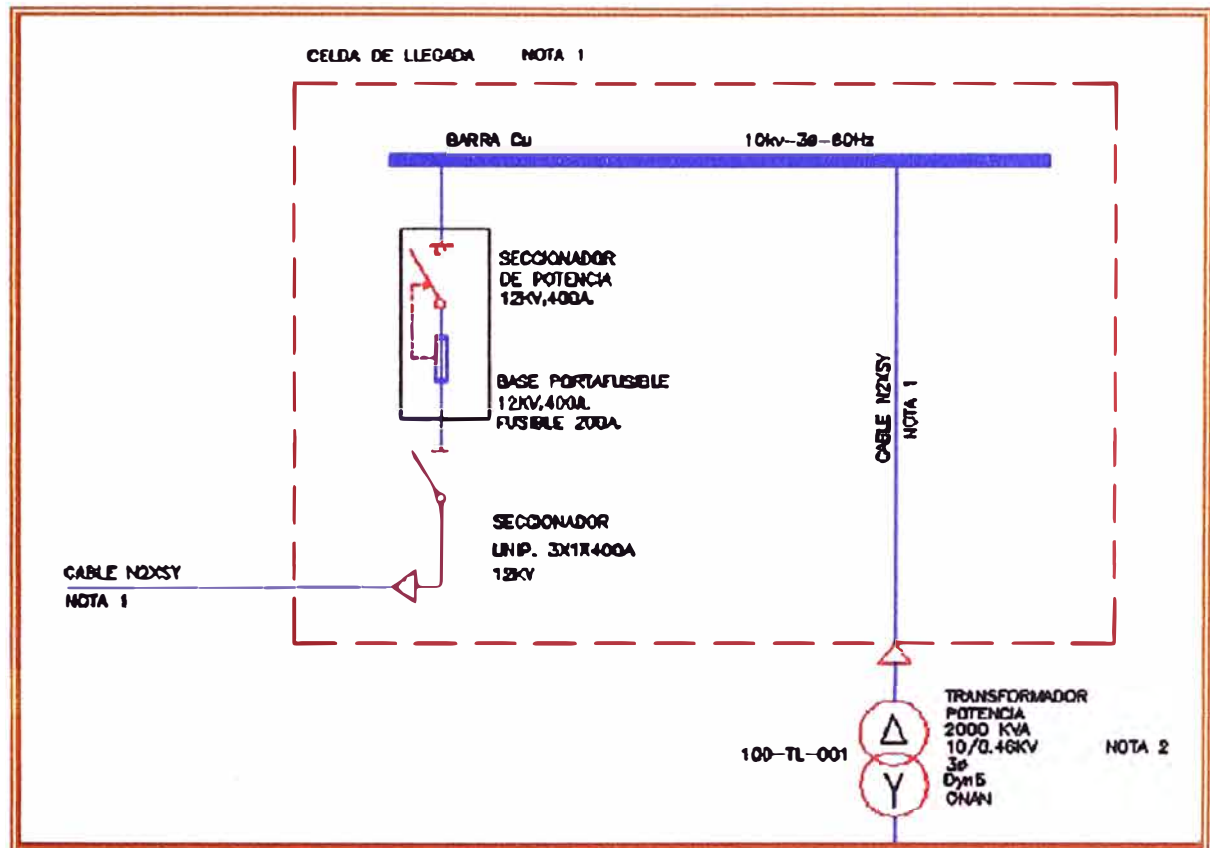 CELDA DE LLEGADA NOTA 1
BARRA Cu 10kv-3ø-60Hz
SECCIONADOR
DE POTENCIA
12KV,400A.
BASE PORTAFUSIBLE
12KV,400A.
FUSIBLE 200A.
CABLE N2XSY
NOTA 1
SECCIONADOR
UNIP. 3X1X400A
12KV
CABLE N2XSY
NOTA 1
100-TL-001
TRANSFORMADOR
POTENCIA
2000 KVA
10/0.46KV
3ø
Dyn5
ONAN
NOTA 2